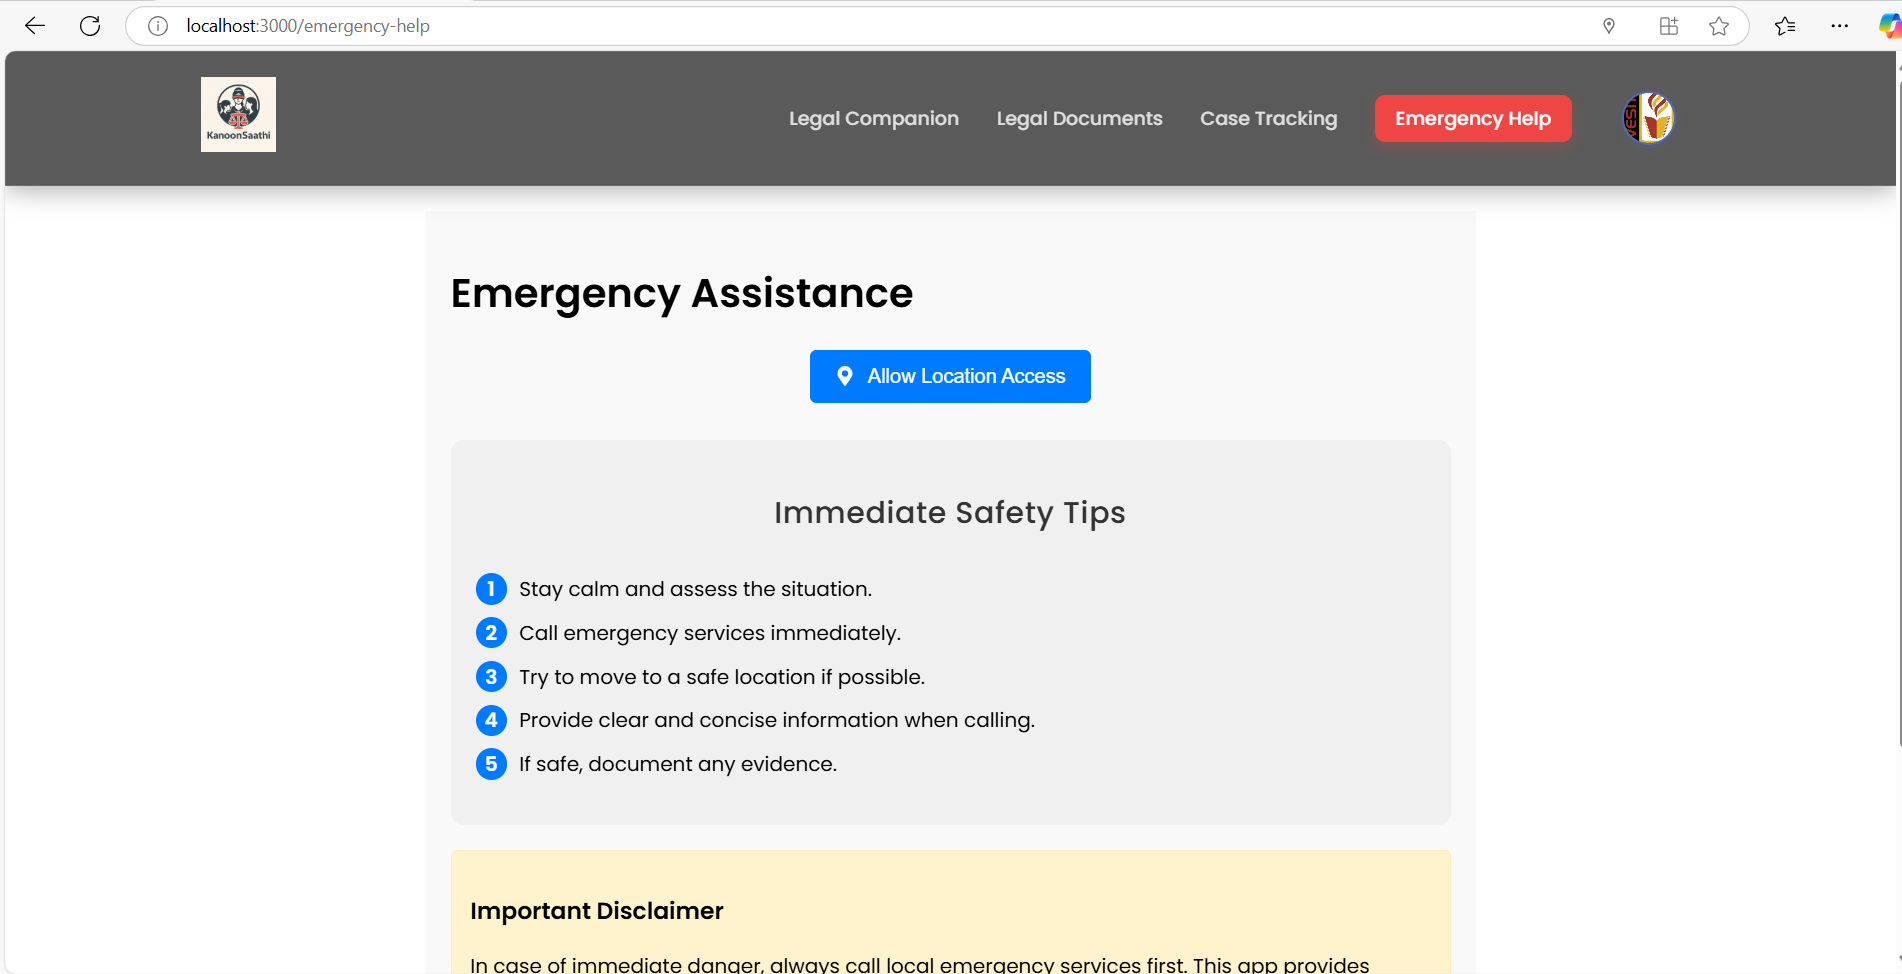 localhost:3000/emergency-help
KanoonSaathi
Legal Companion
Legal Documents
Case Tracking
Emergency Help
VESI
Emergency Assistance
Allow Location Access
Immediate Safety Tips
1 Stay calm and assess the situation.
2 Call emergency services immediately.
3 Try to move to a safe location if possible.
4 Provide clear and concise information when calling.
5 If safe, document any evidence.
Important Disclaimer
In case of immediate danger, always call local emergency services first. This app provides